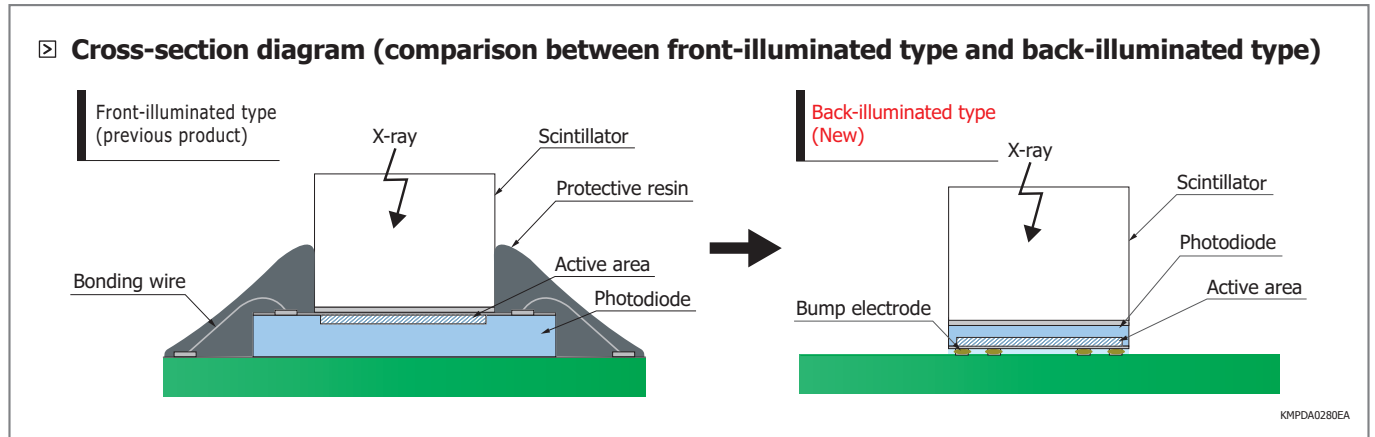 Cross-section diagram (comparison between front-illuminated type and back-illuminated type)
Front-illuminated type
(previous product)
X-ray
Scintillator
Protective resin
Bonding wire
Active area
Photodiode
Back-illuminated type
(New)
X-ray
Scintillator
Photodiode
Active area
Bump electrode
KMPDA0280EA